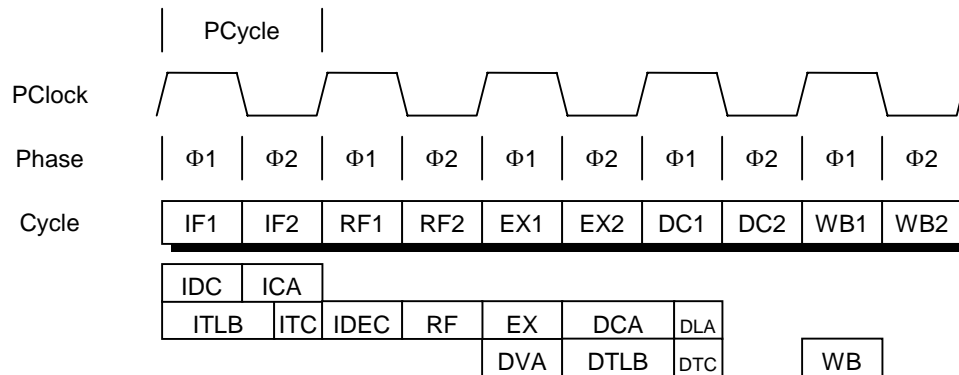 PCycle
PClock
Phase Φ1 Φ2 Φ1 Φ2 Φ1 Φ2 Φ1 Φ2 Φ1 Φ2
Cycle IF1 IF2 RF1 RF2 EX1 EX2 DC1 DC2 WB1 WB2
IDC ICA
ITLB ITC IDEC RF EX DCA DLA
DVA DTLB DTC WB